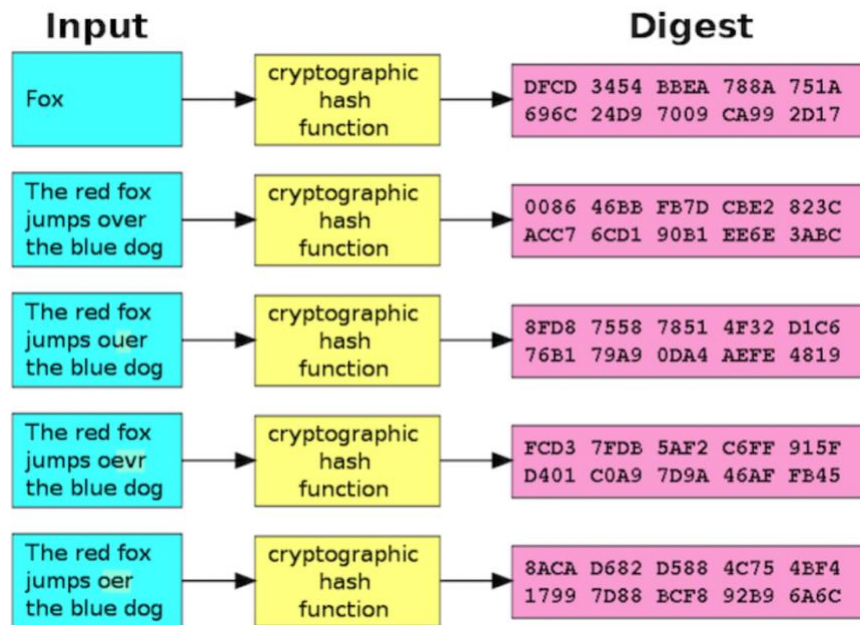 Input
Digest
Fox
cryptographic
hash
function
DFCD 3454 BBEA 788A 751A
696C 24D9 7009 CA99 2D17
The red fox
jumps over
the blue dog
cryptographic
hash
function
0086 46BB FB7D CBE2 823C
ACC7 6CD1 90B1 EE6E 3ABC
The red fox
jumps ouer
the blue dog
cryptographic
hash
function
8FD8 7558 7851 4F32 D1C6
76B1 79A9 0DA4 AEFE 4819
The red fox
jumps oevr
the blue dog
cryptographic
hash
function
FCD3 7FDB 5AF2 C6FF 915F
D401 C0A9 7D9A 46AF FB45
The red fox
jumps oer
the blue dog
cryptographic
hash
function
8ACA D682 D588 4C75 4BF4
1799 7D88 BCF8 92B9 6A6C